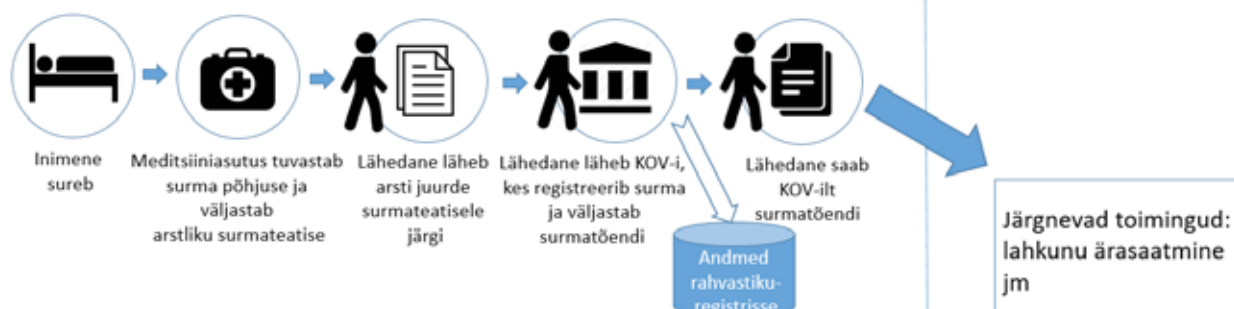 Inimene
sureb
Meditsiiniasutus tuvastab
surma põhjuse ja
väljastab
arstliku surmateatise
Lähedane läheb
arsti juurde
surmateatisele
järgi
Lähedane läheb KOV-i,
kes registreerib surma
ja väljastab
surmatõendi
Lähedane saab
KOV-ilt
surmatõendi
Andmed
rahvastiku-
registrisse
Järgnevad toimingud:
lahkunu ärasaatmine
jm